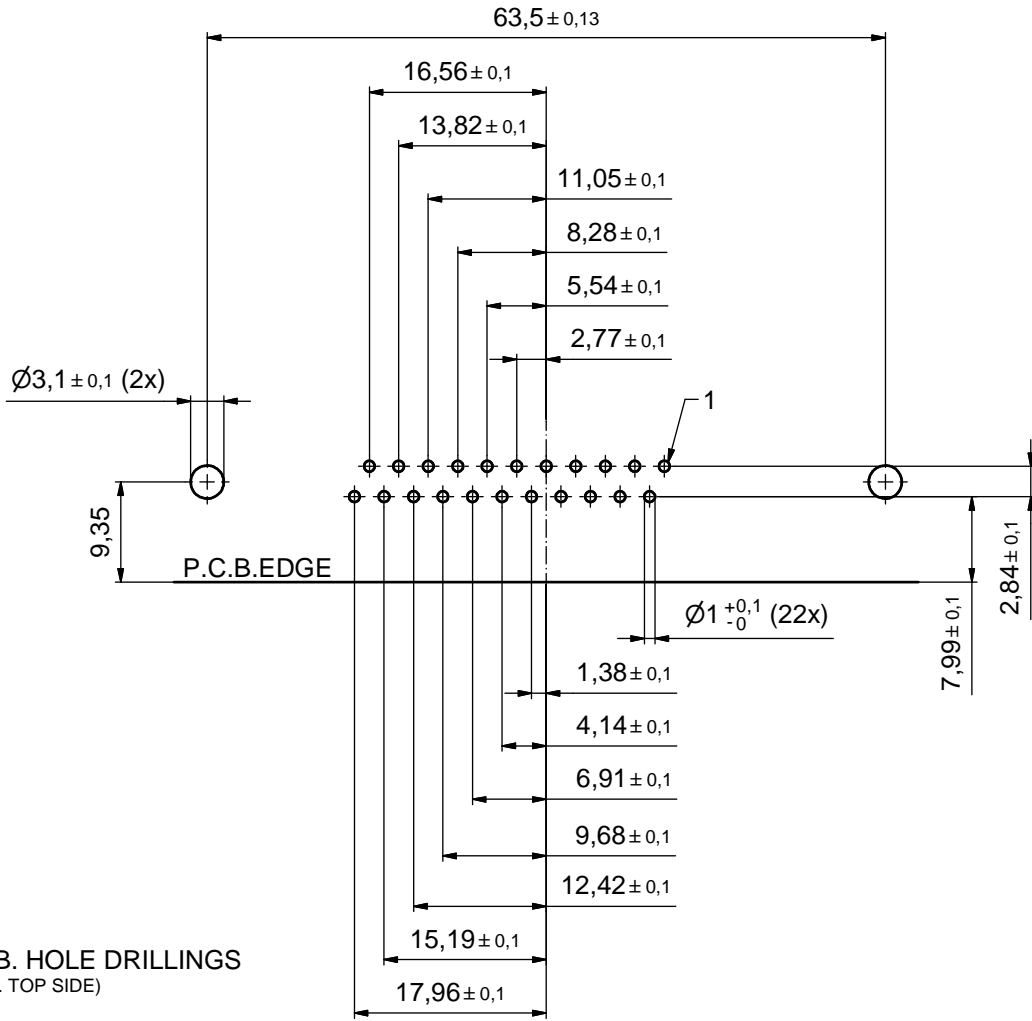 63,5 ± 0,13
16,56 ± 0,1
13,82 ± 0,1
11,05 ± 0,1
8,28 ± 0,1
5,54 ± 0,1
2,77 ± 0,1
Ø3,1 ± 0,1 (2x)
1
9,35
P.C.B.EDGE
2,84 ± 0,1
7,99 ± 0,1
Ø1 +0,1 -0 (22x)
1,38 ± 0,1
4,14 ± 0,1
6,91 ± 0,1
9,68 ± 0,1
12,42 ± 0,1
15,19 ± 0,1
17,96 ± 0,1
B. HOLE DRILLINGS
. TOP SIDE)